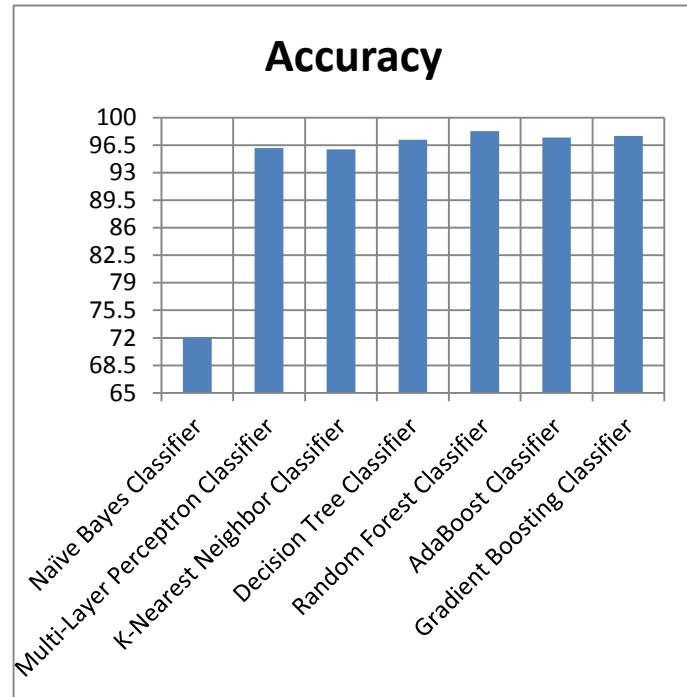 Accuracy
100
96.5
93
89.5
86
82.5
79
75.5
72
68.5
65
Naïve Bayes Classifier
Multi-Layer Perceptron Classifier
K-Nearest Neighbor Classifier
Decision Tree Classifier
Random Forest Classifier
AdaBoost Classifier
Gradient Boosting Classifier